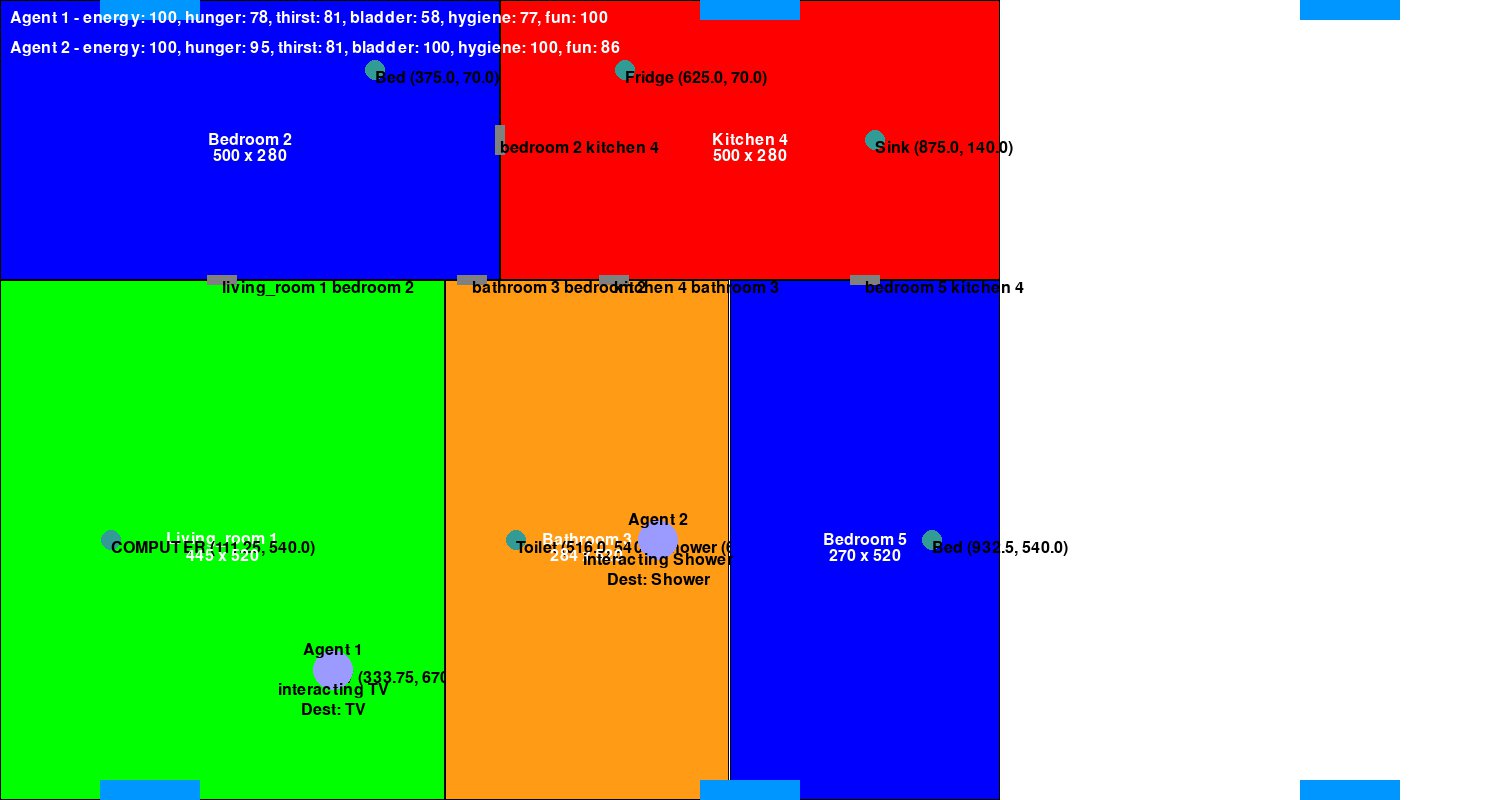 Agent 1 - energy: 100, hunger: 78, thirst: 81, bladder: 58, hygiene: 77, fun: 100
Agent 2 - energy: 100, hunger: 95, thirst: 81, bladder: 100, hygiene: 100, fun: 86
Bed (375.0, 70.0)
Fridge (625.0, 70.0)
Bedroom 2
500 x 280
Kitchen 4
500 x 280
bedroom 2 kitchen 4
Sink (875.0, 140.0)
living_room 1 bedroom 2
bathroom 3 bedroom 2
kitchen 4 bathroom 3
bedroom 5 kitchen 4
Agent 2
Living_room 1
445 x 520
COMPUTER (111.25, 540.0)
Bathroom 3
Toilet (516.0, 540
interacting Shower
Dest: Shower
Bedroom 5
270 x 520
Bed (932.5, 540.0)
Agent 1
(333.75, 670
interacting TV
Dest: TV